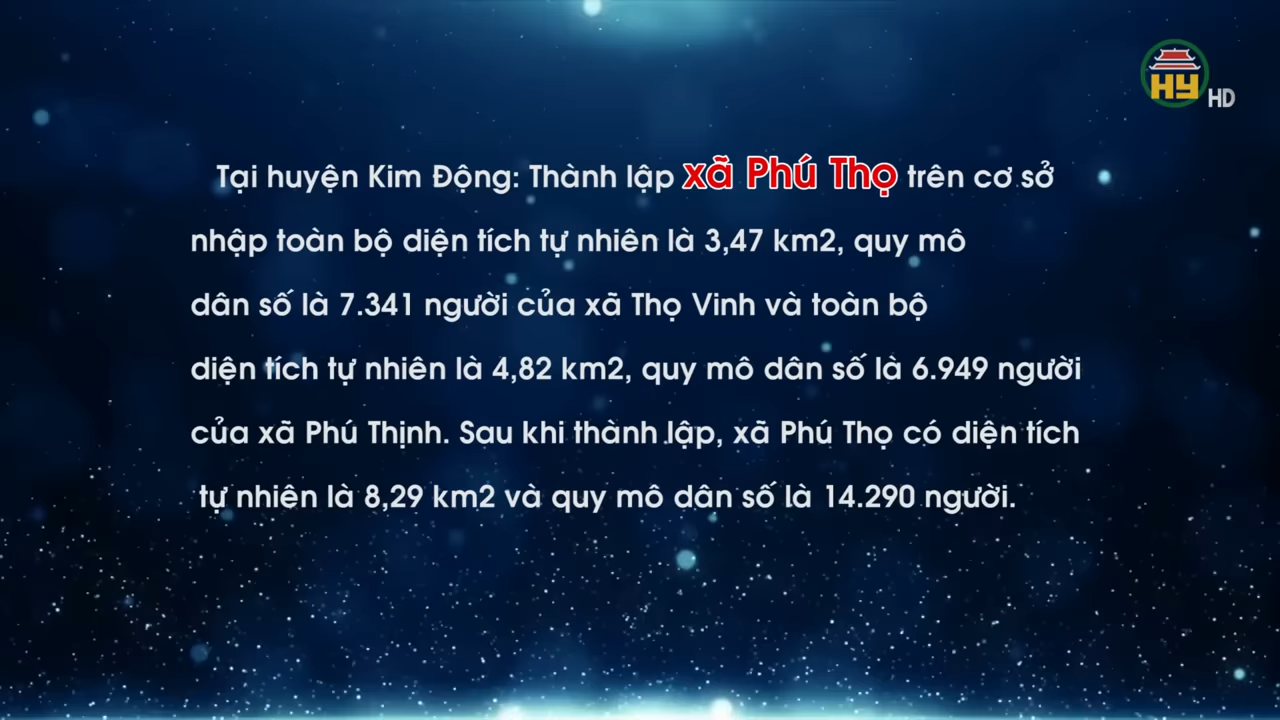 HY HD
Tại huyện Kim Động: Thành lập xã Phú Thọ trên cơ sở
nhập toàn bộ diện tích tự nhiên là 3,47 km2, quy mô
dân số là 7.341 người của xã Thọ Vinh và toàn bộ
diện tích tự nhiên là 4,82 km2, quy mô dân số là 6.949 người
của xã Phú Thịnh. Sau khi thành lập, xã Phú Thọ có diện tích
tự nhiên là 8,29 km2 và quy mô dân số là 14.290 người.